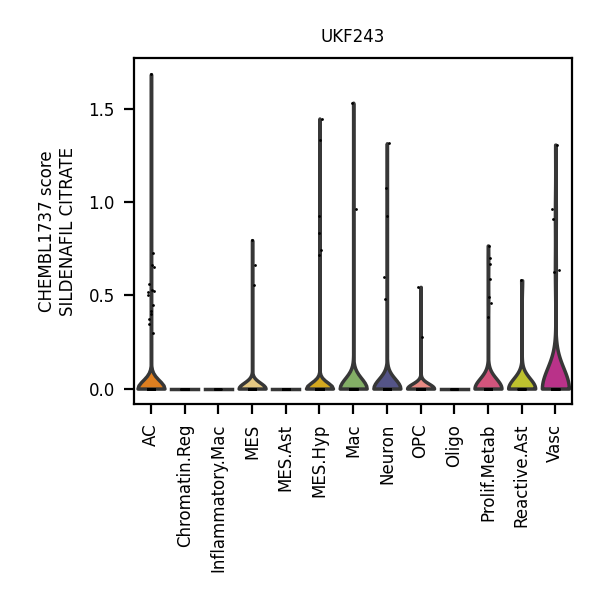 UKF243
CHEMBL1737 score
SILDENAFIL CITRATE
1.5
1.0
0.5
0.0
AC
Chromatin.Reg
Inflammatory.Mac
MES
MES.Ast
MES.Hyp
Mac
Neuron
OPC
Oligo
Prolif.Metab
Reactive.Ast
Vasc